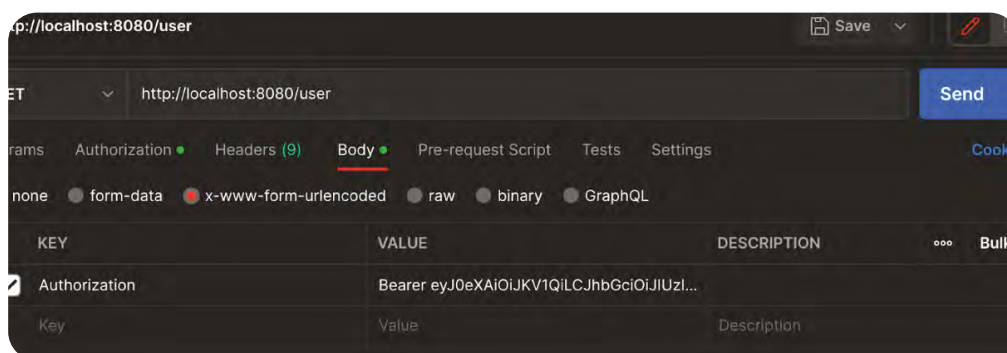 tp://localhost:8080/user Save
ET http://localhost:8080/user Send
rams Authorization Headers (9) Body Pre-request Script Tests Settings Cook
none form-data x-www-form-urlencoded raw binary GraphQL
KEY VALUE DESCRIPTION ooo Bulk
Authorization Bearer eyJ0eXAiOiJKV1QiLCJhbGciOiJIUzI...
Key Value Description